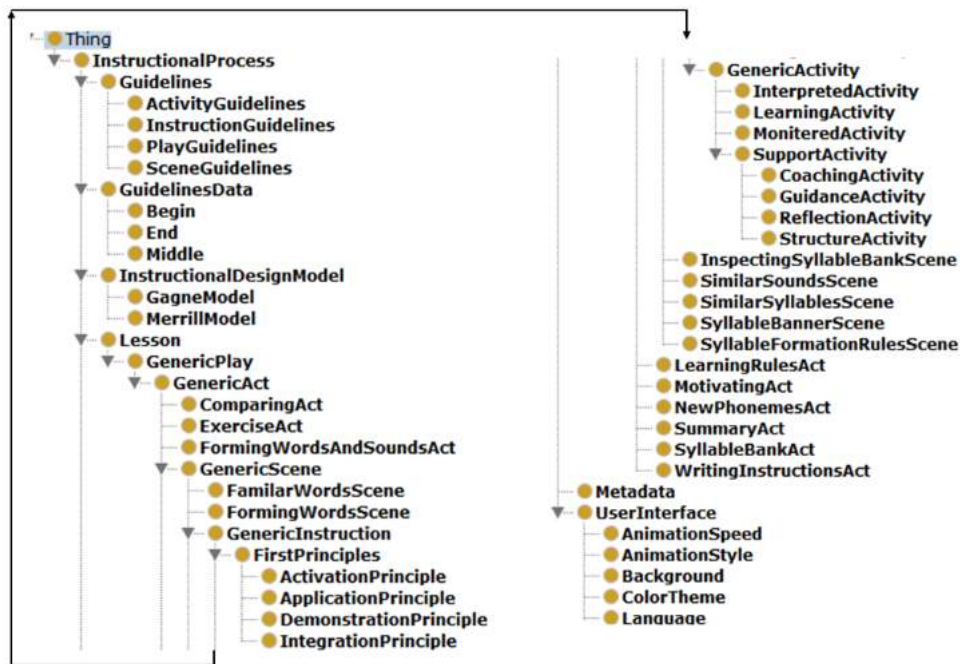 Thing
InstructionalProcess
Guidelines
ActivityGuidelines
InstructionGuidelines
PlayGuidelines
SceneGuidelines
GuidelinesData
Begin
End
Middle
InstructionalDesignModel
GagneModel
MerrillModel
Lesson
GenericPlay
GenericAct
ComparingAct
ExerciseAct
FormingWordsAndSoundsAct
GenericScene
FamilarWordsScene
FormingWordsScene
GenericInstruction
FirstPrinciples
ActivationPrinciple
ApplicationPrinciple
DemonstrationPrinciple
IntegrationPrinciple
GenericActivity
InterpretedActivity
LearningActivity
MoniteredActivity
SupportActivity
CoachingActivity
GuidanceActivity
ReflectionActivity
StructureActivity
InspectingSyllableBankScene
SimilarSoundsScene
SimilarSyllablesScene
SyllableBannerScene
SyllableFormationRulesScene
LearningRulesAct
MotivatingAct
NewPhonemesAct
SummaryAct
SyllableBankAct
WritingInstructionsAct
Metadata
UserInterface
AnimationSpeed
AnimationStyle
Background
ColorTheme
Language